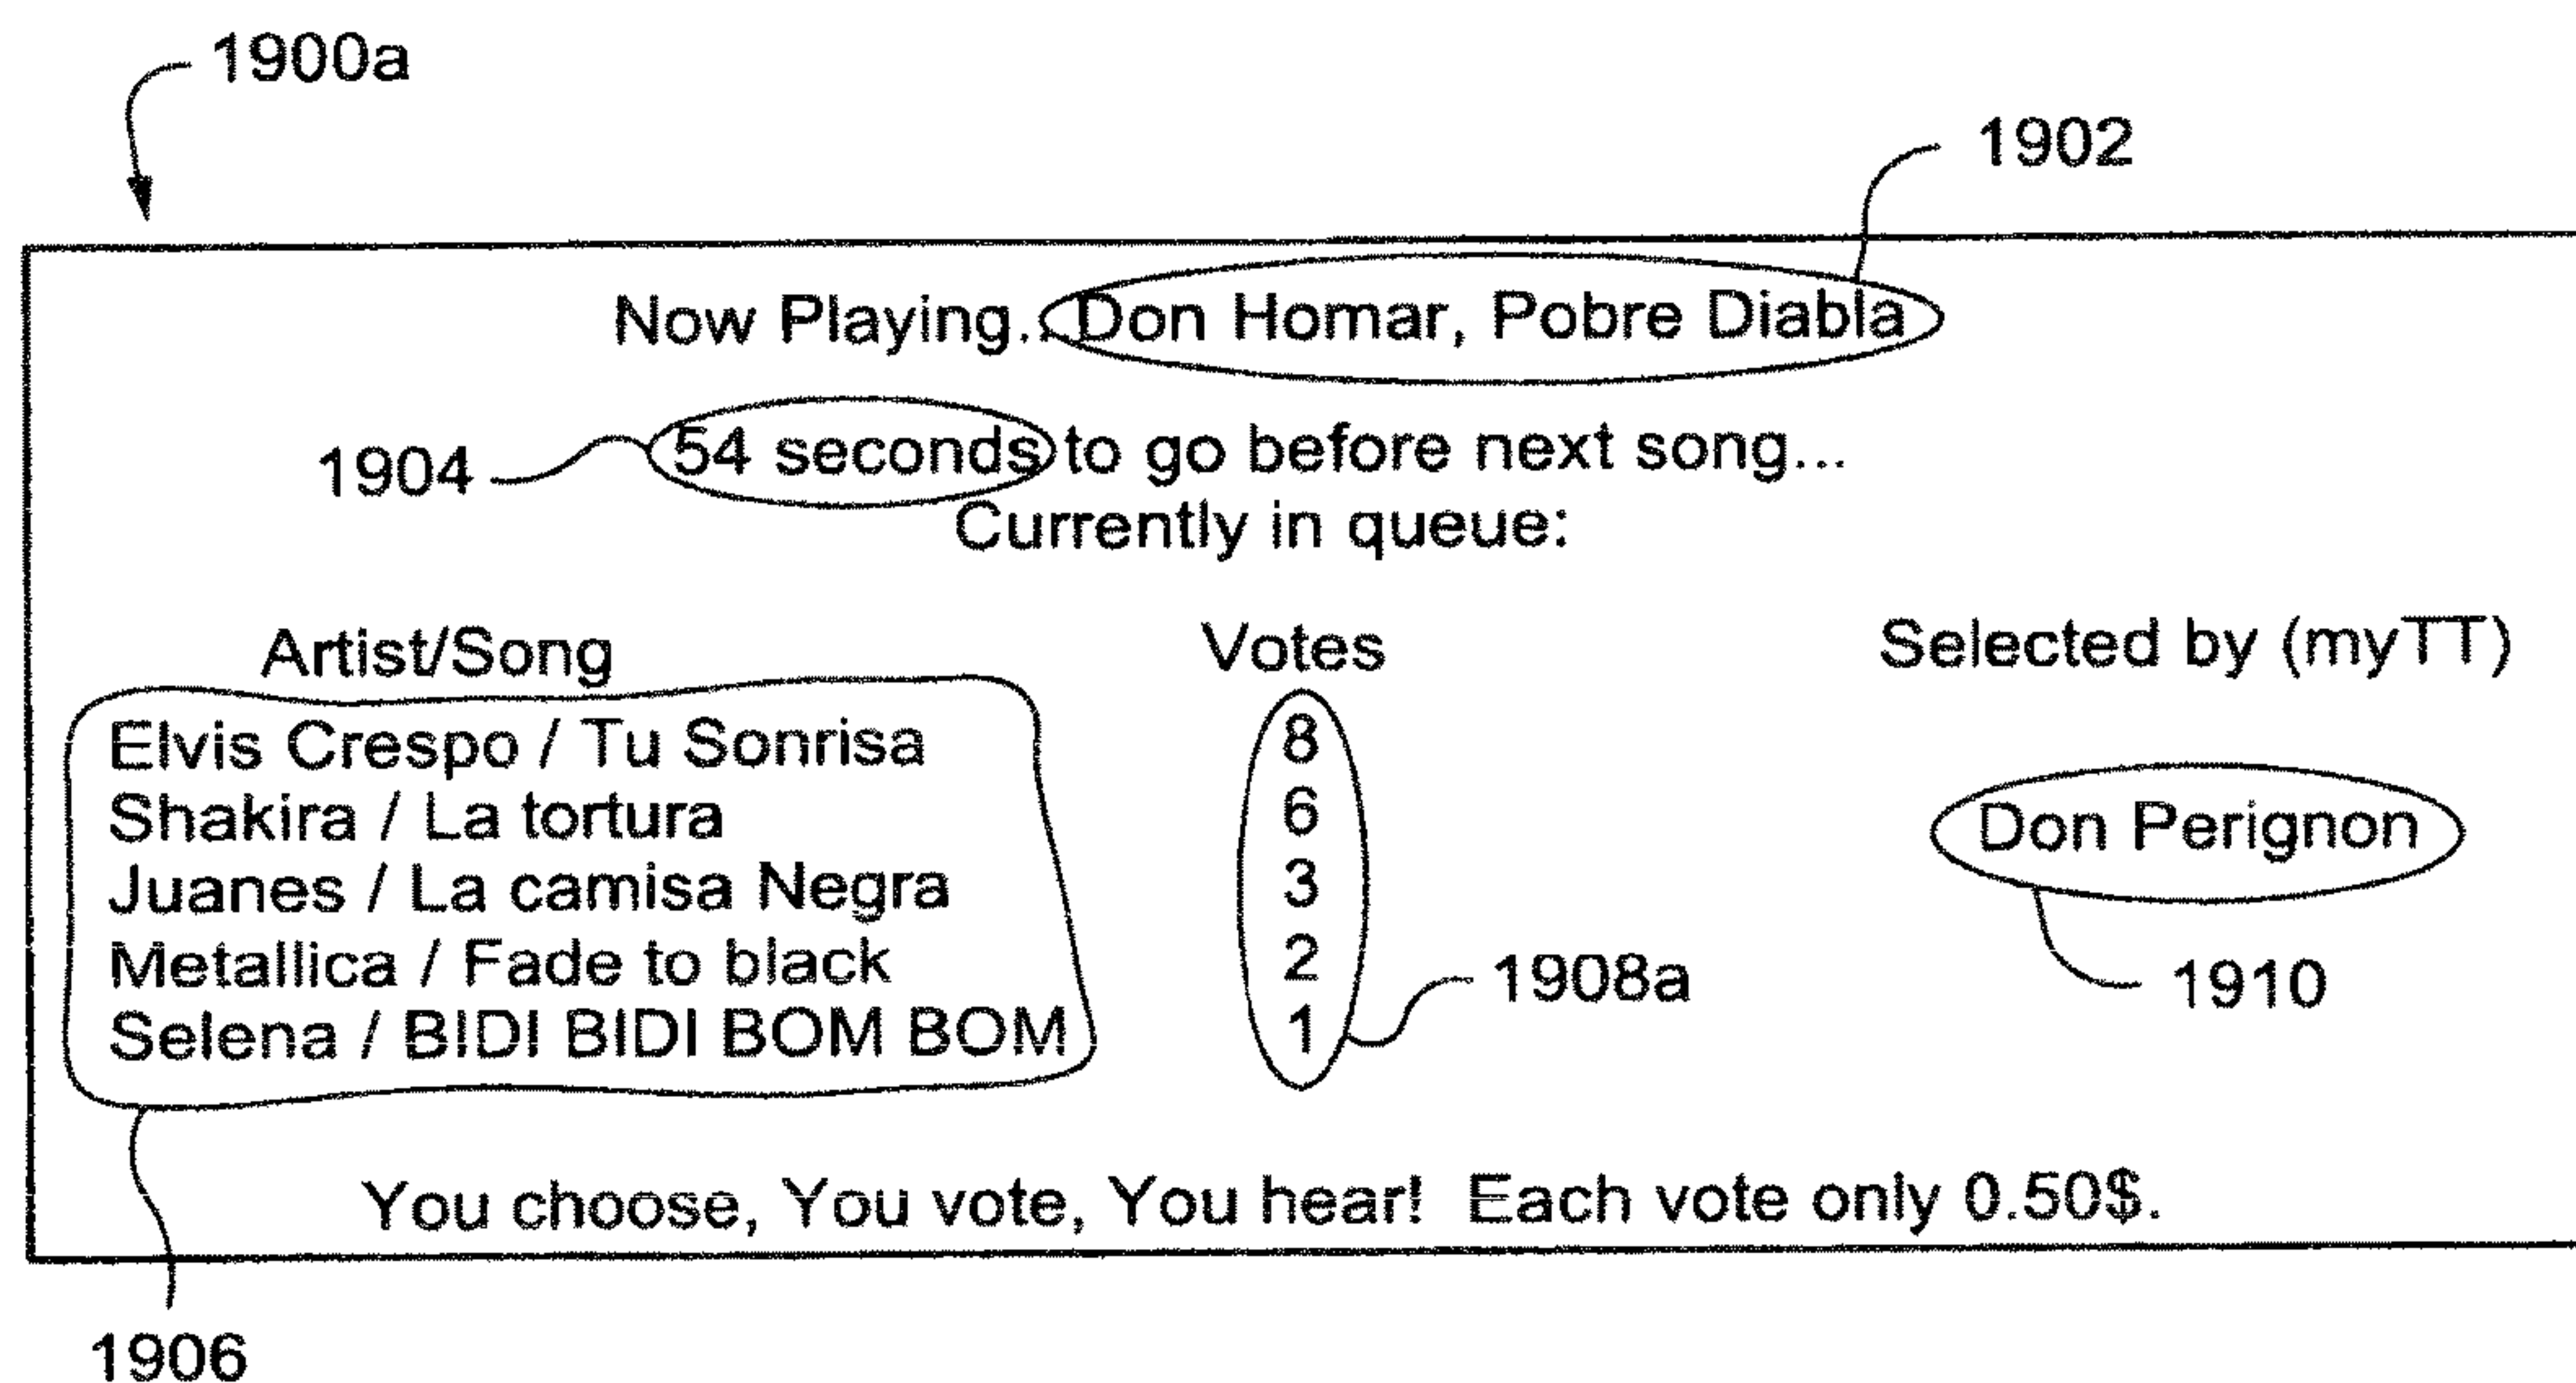 1900a
1902
Now Playing.. Don Homar, Pobre Diabla
1904 54 seconds to go before next song...
Currently in queue:
Artist/Song Votes Selected by (myTT)
Elvis Crespo / Tu Sonrisa 8
Shakira / La tortura 6 Don Perignon
Juanes / La camisa Negra 3
Metallica / Fade to black 2 1908a 1910
Selena / BIDI BIDI BOM BOM 1
You choose, You vote, You hear! Each vote only 0.50$.
1906